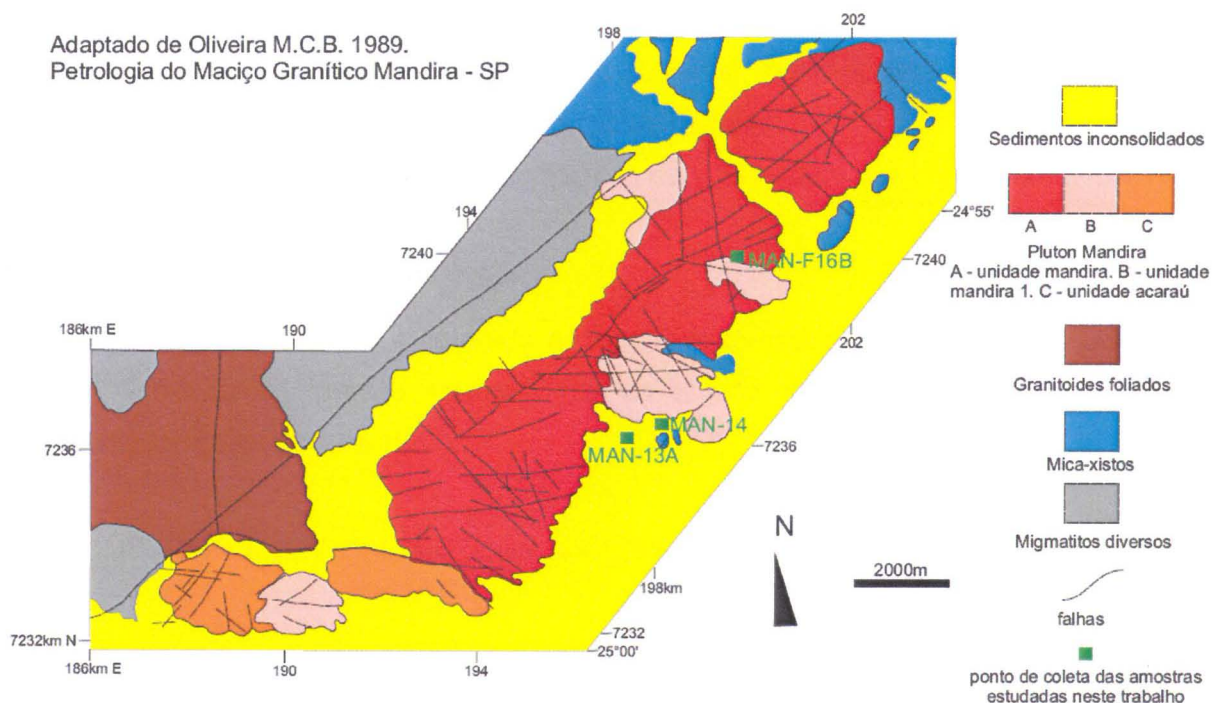 Adaptado de Oliveira M.C.B. 1989.
Petrologia do Maciço Granítico Mandira - SP
198
202
194
7240
24°55'
7240
MAN-F16B
186km E
190
202
7236
MAN-14
MAN-13A
7236
198km
7232km N
7232
25°00'
186km E
190
194
N
2000m
Sedimentos inconsolidados
A
B
C
Pluton Mandira
A - unidade mandira. B - unidade
mandira 1. C - unidade acaraú
Granitoides foliados
Mica-xistos
Migmatitos diversos
falhas
ponto de coleta das amostras
estudadas neste trabalho